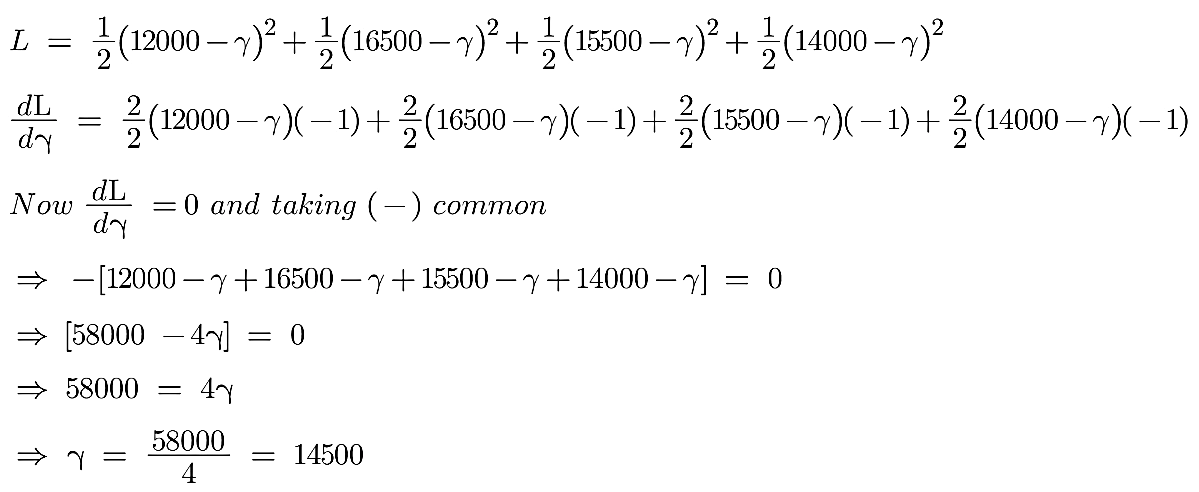 L = 1/2(12000 − γ)² + 1/2(16500 − γ)² + 1/2(15500 − γ)² + 1/2(14000 − γ)²
dL/dγ = 2/2(12000 − γ)(−1) + 2/2(16500 − γ)(−1) + 2/2(15500 − γ)(−1) + 2/2(14000 − γ)(−1)
Now dL/dγ = 0 and taking (−) common
⇒ −[12000 − γ + 16500 − γ + 15500 − γ + 14000 − γ] = 0
⇒ [58000 − 4γ] = 0
⇒ 58000 = 4γ
⇒ γ = 58000/4 = 14500